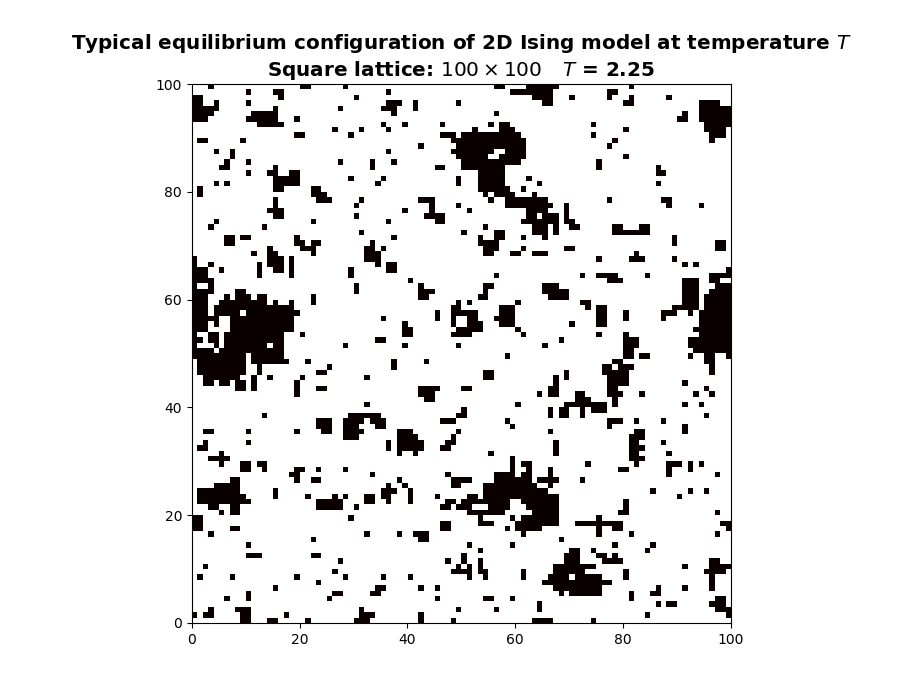 Typical equilibrium configuration of 2D Ising model at temperature T
Square lattice: 100 × 100 T = 2.25
100
80
60
40
20
0
0 20 40 60 80 100